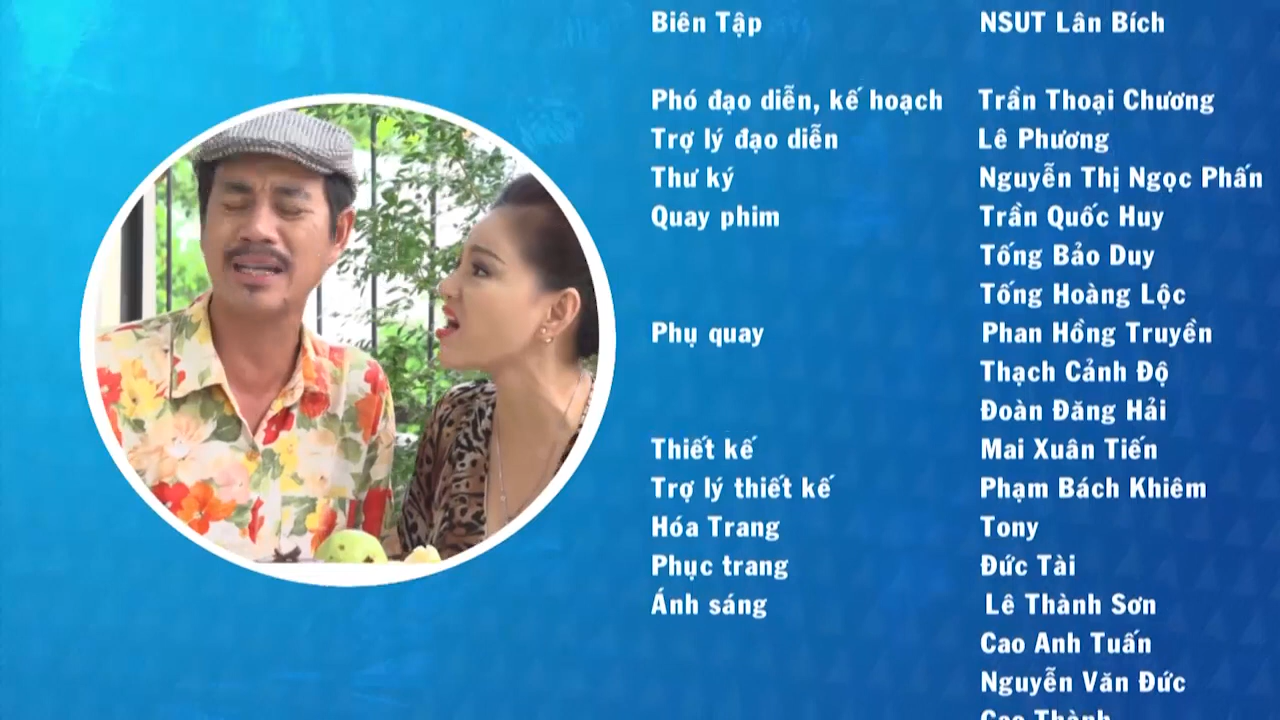 Biên Tập NSUT Lân Bích
Phó đạo diễn, kế hoạch Trần Thoại Chương
Trợ lý đạo diễn Lê Phương
Thư ký Nguyễn Thị Ngọc Phấn
Quay phim Trần Quốc Huy
Tống Bảo Duy
Tống Hoàng Lộc
Phụ quay Phan Hồng Truyền
Thạch Cảnh Độ
Đoàn Đăng Hải
Thiết kế Mai Xuân Tiến
Trợ lý thiết kế Phạm Bách Khiêm
Hóa Trang Tony
Phục trang Đức Tài
Ánh sáng Lê Thành Sơn
Cao Anh Tuấn
Nguyễn Văn Đức
Cao Thành